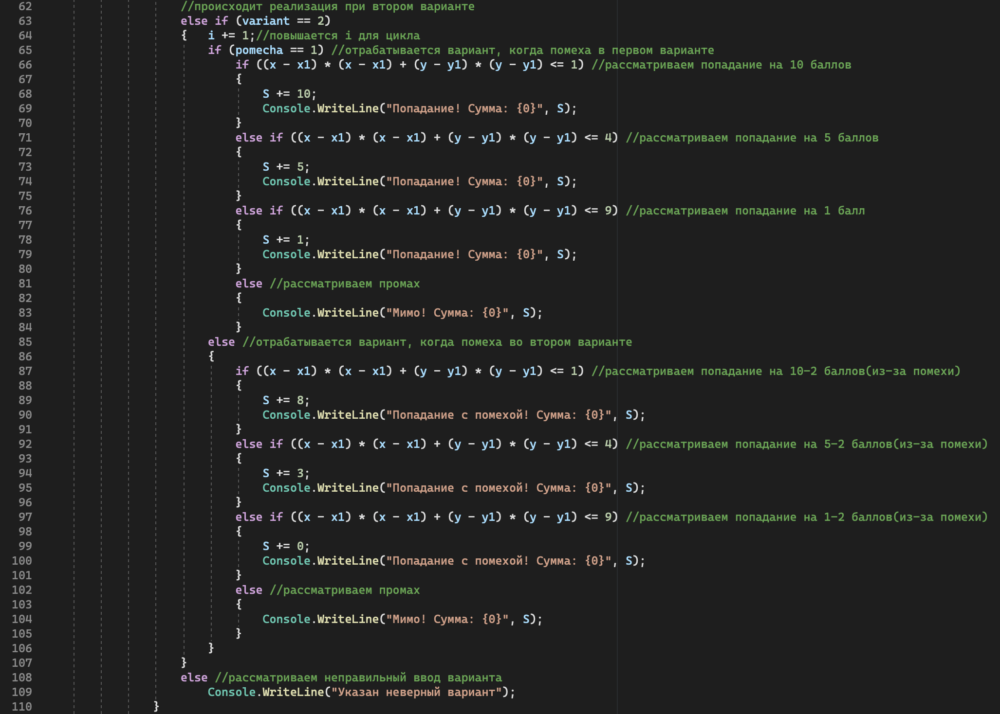 62 //происходит реализация при втором варианте
63 else if (variant == 2)
64 {   i += 1;//повышается i для цикла
65 if (pomecha == 1) //отрабатывается вариант, когда помеха в первом варианте
66 if ((x - x1) * (x - x1) + (y - y1) * (y - y1) <= 1) //рассматриваем попадание на 10 баллов
67 {
68 S += 10;
69 Console.WriteLine("Попадание! Сумма: {0}", S);
70 }
71 else if ((x - x1) * (x - x1) + (y - y1) * (y - y1) <= 4) //рассматриваем попадание на 5 баллов
72 {
73 S += 5;
74 Console.WriteLine("Попадание! Сумма: {0}", S);
75 }
76 else if ((x - x1) * (x - x1) + (y - y1) * (y - y1) <= 9) //рассматриваем попадание на 1 балл
77 {
78 S += 1;
79 Console.WriteLine("Попадание! Сумма: {0}", S);
80 }
81 else //рассматриваем промах
82 {
83 Console.WriteLine("Мимо! Сумма: {0}", S);
84 }
85 else //отрабатывается вариант, когда помеха во втором варианте
86 {
87 if ((x - x1) * (x - x1) + (y - y1) * (y - y1) <= 1) //рассматриваем попадание на 10-2 баллов(из-за помехи)
88 {
89 S += 8;
90 Console.WriteLine("Попадание с помехой! Сумма: {0}", S);
91 }
92 else if ((x - x1) * (x - x1) + (y - y1) * (y - y1) <= 4) //рассматриваем попадание на 5-2 баллов(из-за помехи)
93 {
94 S += 3;
95 Console.WriteLine("Попадание с помехой! Сумма: {0}", S);
96 }
97 else if ((x - x1) * (x - x1) + (y - y1) * (y - y1) <= 9) //рассматриваем попадание на 1-2 баллов(из-за помехи)
98 {
99 S += 0;
100 Console.WriteLine("Попадание с помехой! Сумма: {0}", S);
101 }
102 else //рассматриваем промах
103 {
104 Console.WriteLine("Мимо! Сумма: {0}", S);
105 }
106 }
107 }
108 else //рассматриваем неправильный ввод варианта
109 Console.WriteLine("Указан неверный вариант");
110 }